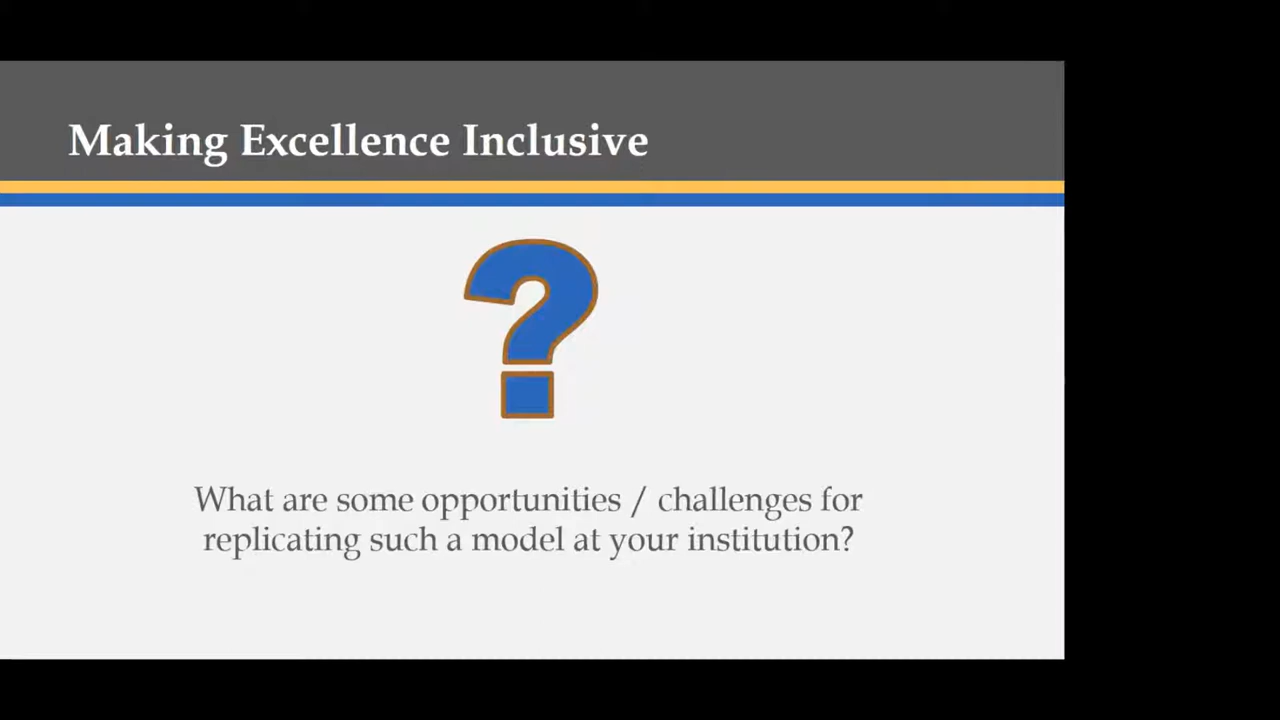 Making Excellence Inclusive
?
What are some opportunities / challenges for
replicating such a model at your institution?